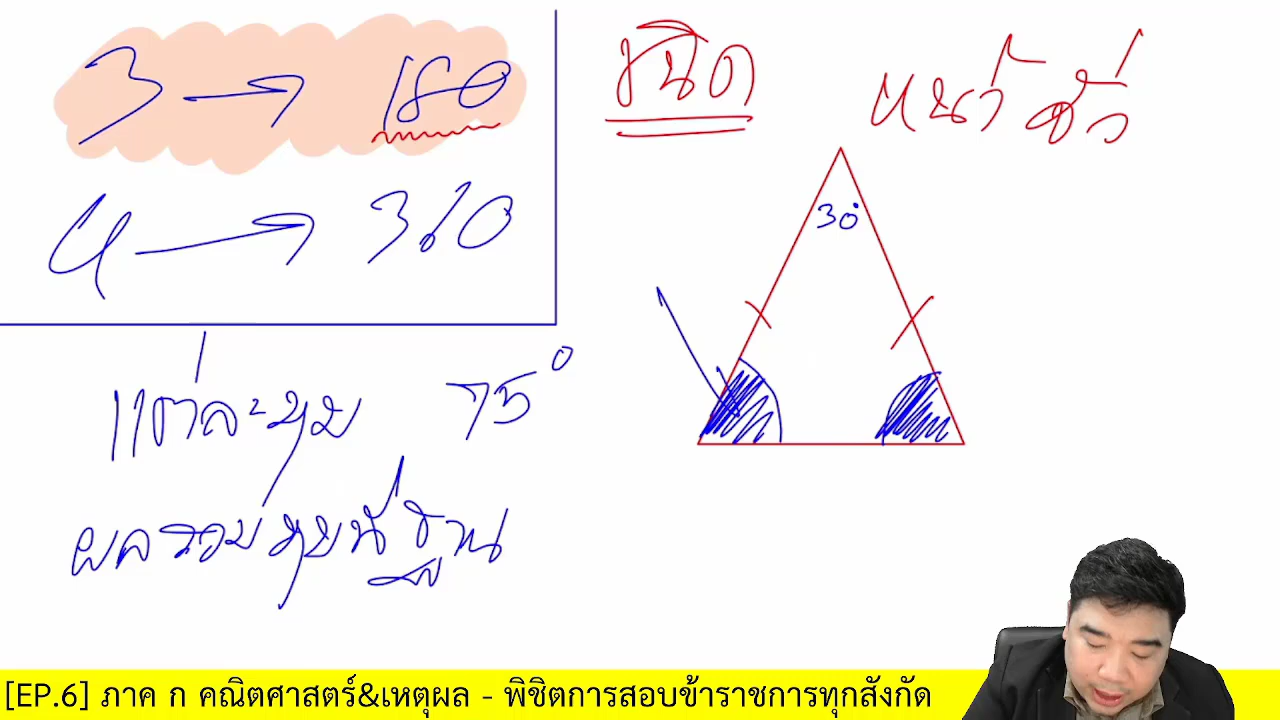 3 → 180
4 → 360
ชนิด
หน้าจั่ว
30°
แต่ละมุม 75°
ผลรวมมุมที่ฐาน
[EP.6] ภาค ก คณิตศาสตร์&เหตุผล - พิชิตการสอบข้าราชการทุกสังกัด